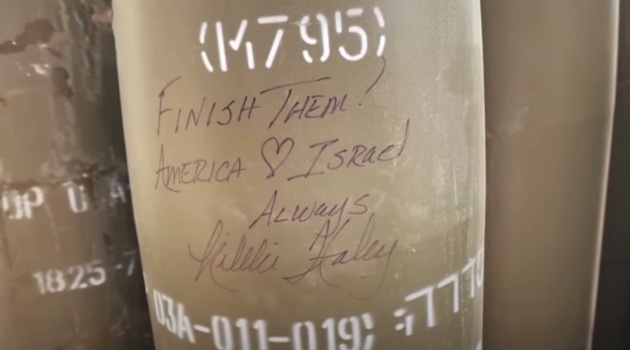 (M795)
FINISH THEM!
AMERICA ♡ ISRAEL
ALWAYS
Nikki Haley
1825-7
03A-011-019)